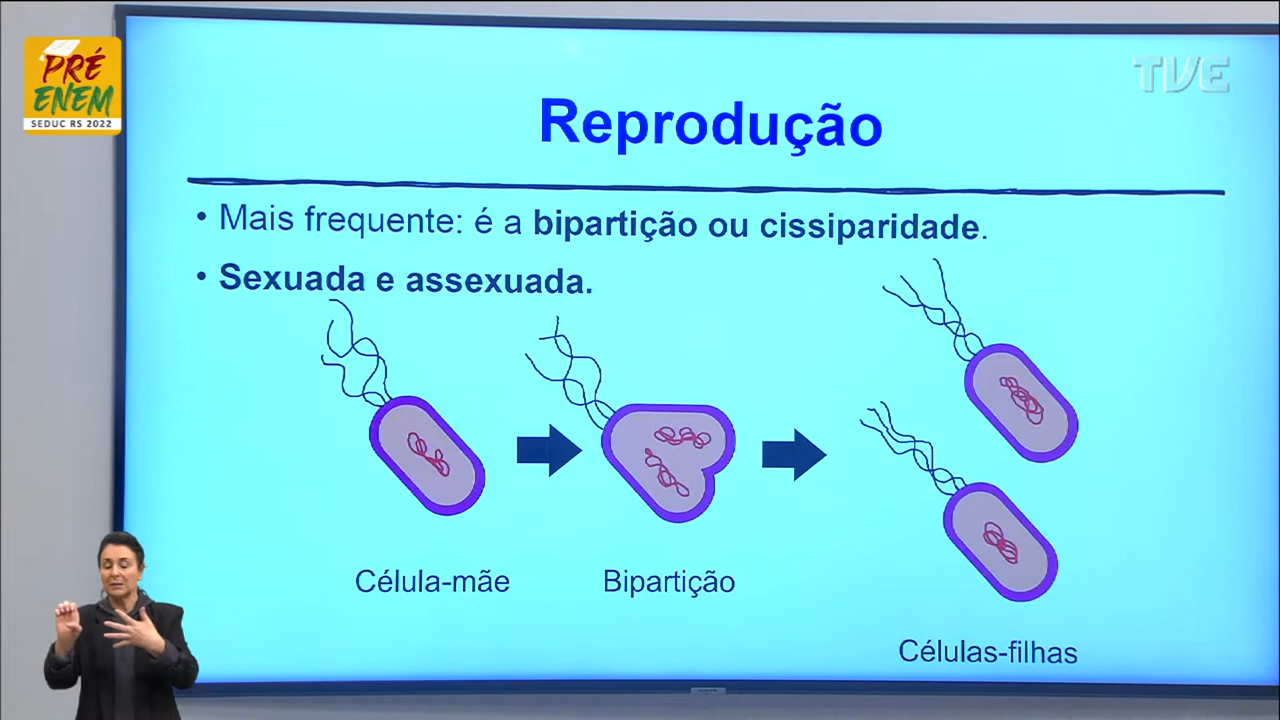 PRÉ
ENEM
SEDUC RS 2022
TVE
Reprodução
• Mais frequente: é a bipartição ou cissiparidade.
• Sexuada e assexuada.
Célula-mãe
Bipartição
Células-filhas